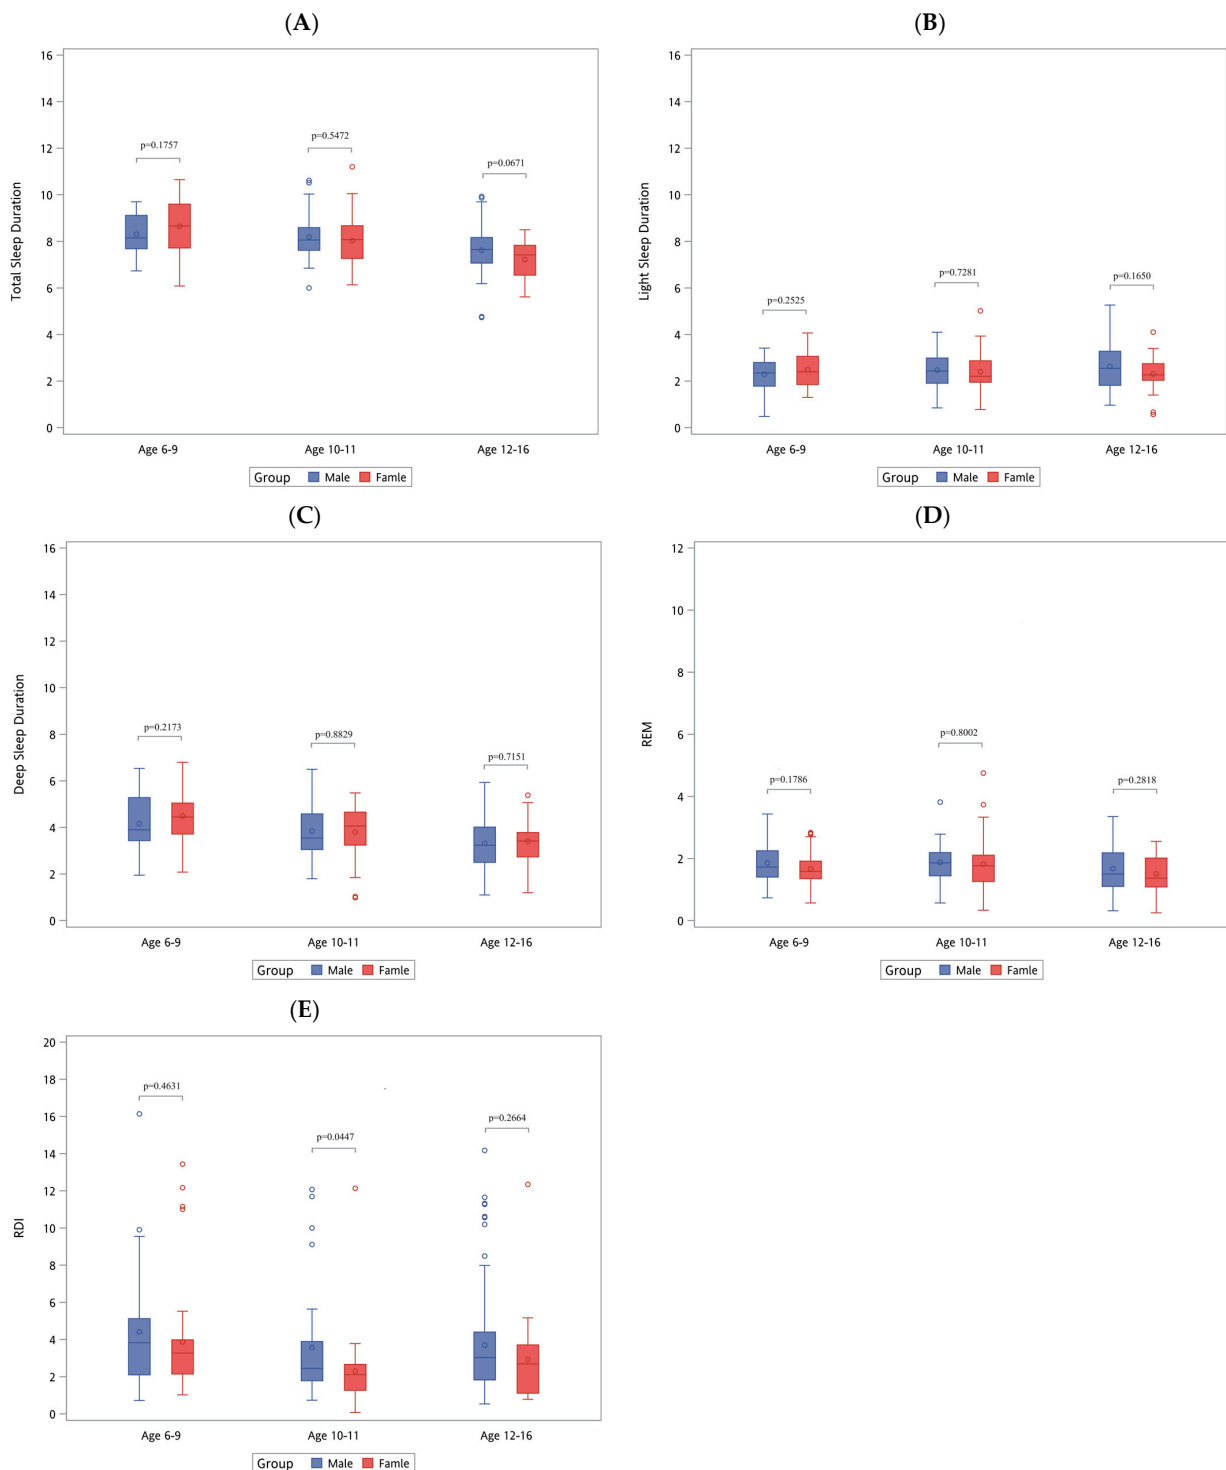 (A)
16
14
12
10
8
6
4
2
0
Total Sleep Duration
p=0.1757
p=0.5472
p=0.0671
Age 6-9
Age 10-11
Age 12-16
Group Male Famle
(B)
16
14
12
10
8
6
4
2
0
Light Sleep Duration
p=0.2525
p=0.7281
p=0.1650
Age 6-9
Age 10-11
Age 12-16
Group Male Famle
(C)
16
14
12
10
8
6
4
2
0
Deep Sleep Duration
p=0.2173
p=0.8829
p=0.7151
Age 6-9
Age 10-11
Age 12-16
Group Male Famle
(D)
12
10
8
6
4
2
0
REM
p=0.1786
p=0.8002
p=0.2818
Age 6-9
Age 10-11
Age 12-16
Group Male Famle
(E)
20
18
16
14
12
10
8
6
4
2
0
RDI
p=0.4631
p=0.0447
p=0.2664
Age 6-9
Age 10-11
Age 12-16
Group Male Famle